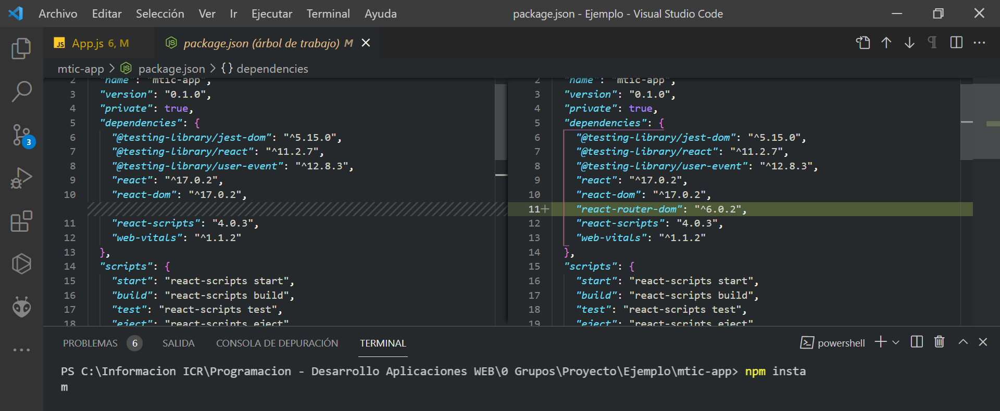 Archivo Editar Selección Ver Ir Ejecutar Terminal Ayuda package.json - Ejemplo - Visual Studio Code
JS App.js 6, M package.json (árbol de trabajo) M
mtic-app > package.json > {} dependencies
2 "name": "mtic-app",
3 "version": "0.1.0",
4 "private": true,
5 "dependencies": {
6 "@testing-library/jest-dom": "^5.15.0",
7 "@testing-library/react": "^11.2.7",
8 "@testing-library/user-event": "^12.8.3",
9 "react": "^17.0.2",
10 "react-dom": "^17.0.2",
11 "react-scripts": "4.0.3",
12 "web-vitals": "^1.1.2"
13 },
14 "scripts": {
15 "start": "react-scripts start",
16 "build": "react-scripts build",
17 "test": "react-scripts test",
18 "eject": "react-scripts eject"
2 "name": "mtic-app",
3 "version": "0.1.0",
4 "private": true,
5 "dependencies": {
6 "@testing-library/jest-dom": "^5.15.0",
7 "@testing-library/react": "^11.2.7",
8 "@testing-library/user-event": "^12.8.3",
9 "react": "^17.0.2",
10 "react-dom": "^17.0.2",
11+ "react-router-dom": "^6.0.2",
12 "react-scripts": "4.0.3",
13 "web-vitals": "^1.1.2"
14 },
15 "scripts": {
16 "start": "react-scripts start",
17 "build": "react-scripts build",
18 "test": "react-scripts test",
19 "eject": "react-scripts eject"
3
PROBLEMAS 6 SALIDA CONSOLA DE DEPURACIÓN TERMINAL powershell
PS C:\Informacion ICR\Programacion - Desarrollo Aplicaciones WEB\0 Grupos\Proyecto\Ejemplo\mtic-app> npm insta
m